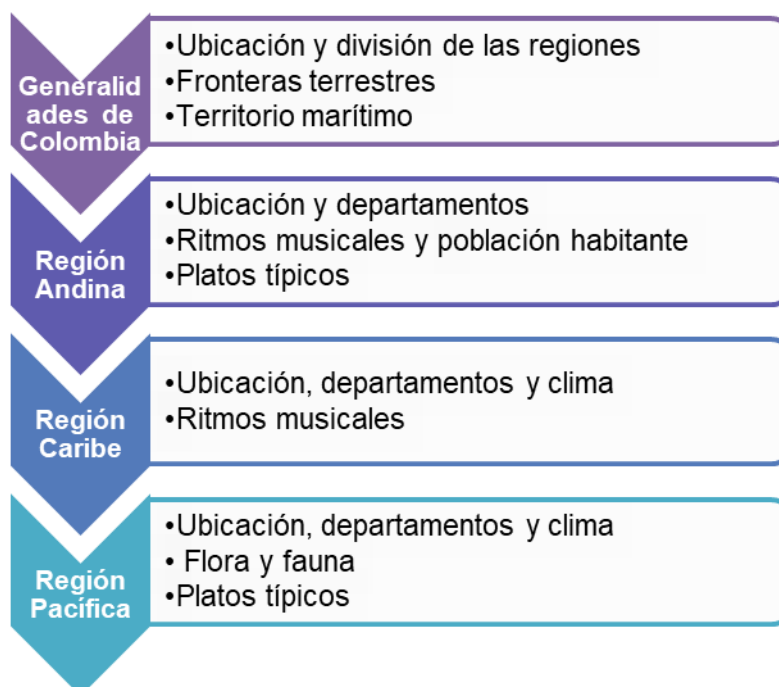 Generalid
ades de
Colombia
•Ubicación y división de las regiones
•Fronteras terrestres
•Territorio marítimo
Región
Andina
•Ubicación y departamentos
•Ritmos musicales y población habitante
•Platos típicos
Región
Caribe
•Ubicación, departamentos y clima
•Ritmos musicales
Región
Pacífica
•Ubicación, departamentos y clima
• Flora y fauna
•Platos típicos